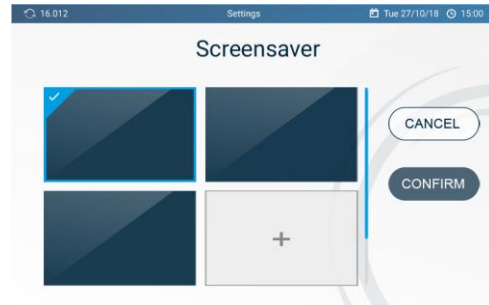 16.012 Settings Tue 27/10/18 15:00
Screensaver
CANCEL
CONFIRM
+